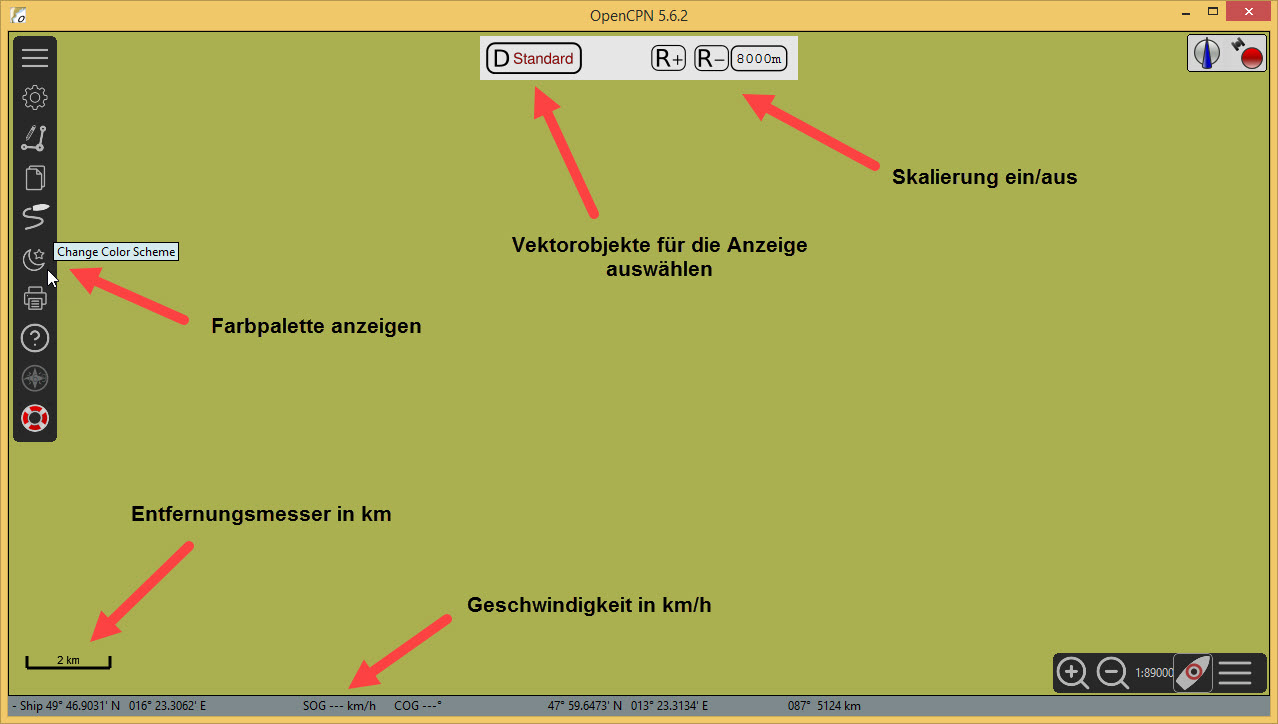 OpenCPN 5.6.2
D Standard
R+ R− 8000m
Skalierung ein/aus
Vektorobjekte für die Anzeige
auswählen
Change Color Scheme
Farbpalette anzeigen
Entfernungsmesser in km
Geschwindigkeit in km/h
2 km
1:89000
- Ship 49° 46.9031' N 016° 23.3062' E SOG --- km/h COG ---° 47° 59.6473' N 013° 23.3134' E 087° 5124 km